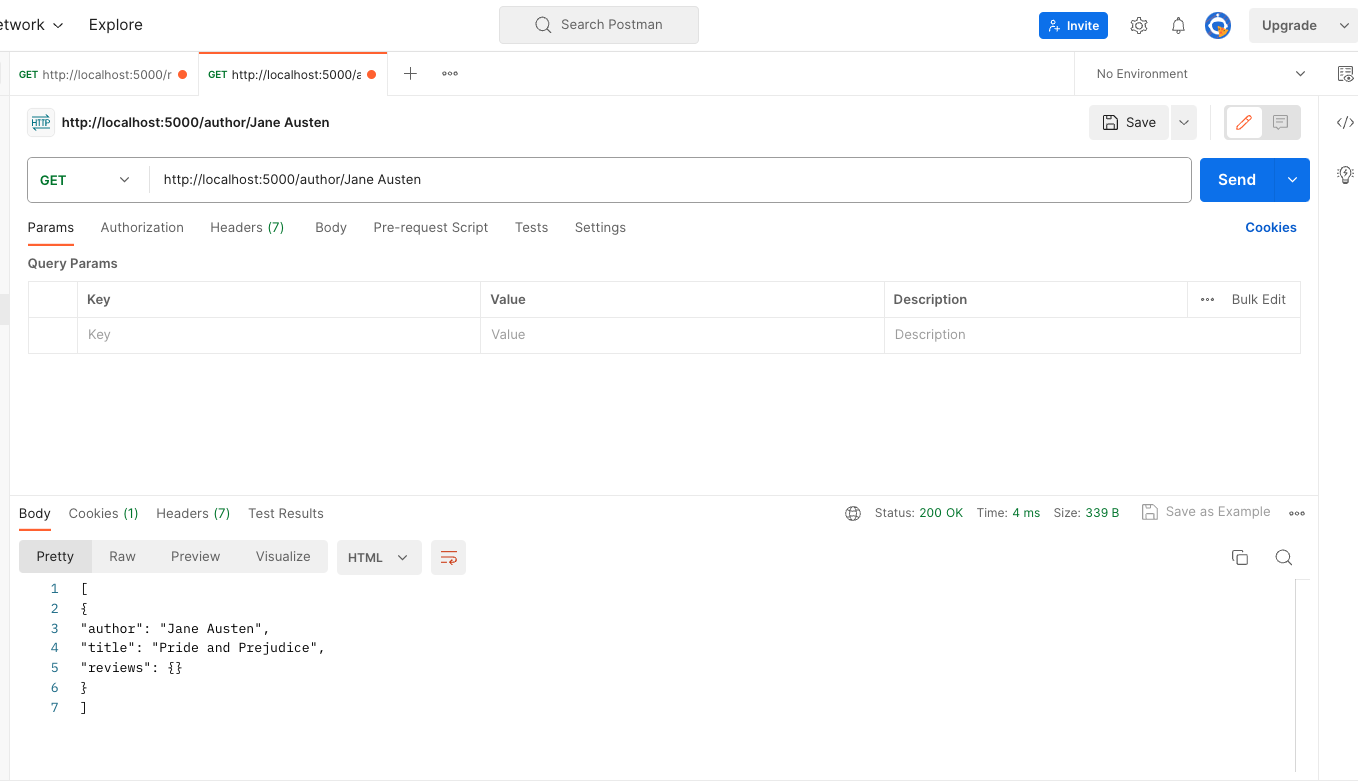 etwork Explore Search Postman Invite Upgrade
GET http://localhost:5000/r GET http://localhost:5000/a No Environment
HTTP http://localhost:5000/author/Jane Austen Save
GET http://localhost:5000/author/Jane Austen Send
Params Authorization Headers (7) Body Pre-request Script Tests Settings Cookies
Query Params
Key Value Description Bulk Edit
Key Value Description
Body Cookies (1) Headers (7) Test Results Status: 200 OK Time: 4 ms Size: 339 B Save as Example
Pretty Raw Preview Visualize HTML
1 [
2 {
3 "author": "Jane Austen",
4 "title": "Pride and Prejudice",
5 "reviews": {}
6 }
7 ]